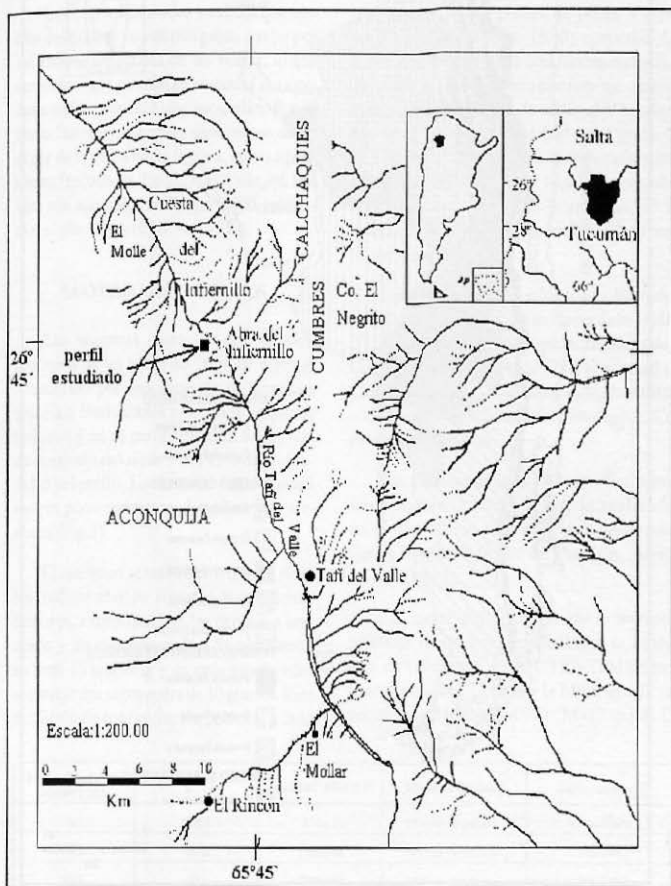 Salta
26°
28°
Tucumán
66°
CUMBRES CALCHAQUIES
Cuesta
El
Molle
del
Infiernillo
Co. El
Negrito
Abra del
Infiernillo
perfil
estudiado
26°
45´
Río Tafí del Valle
ACONQUIJA
Tafí del Valle
Escala:1:200.00
0 2 4 6 8 10
Km
El
Mollar
El Rincón
65°45´